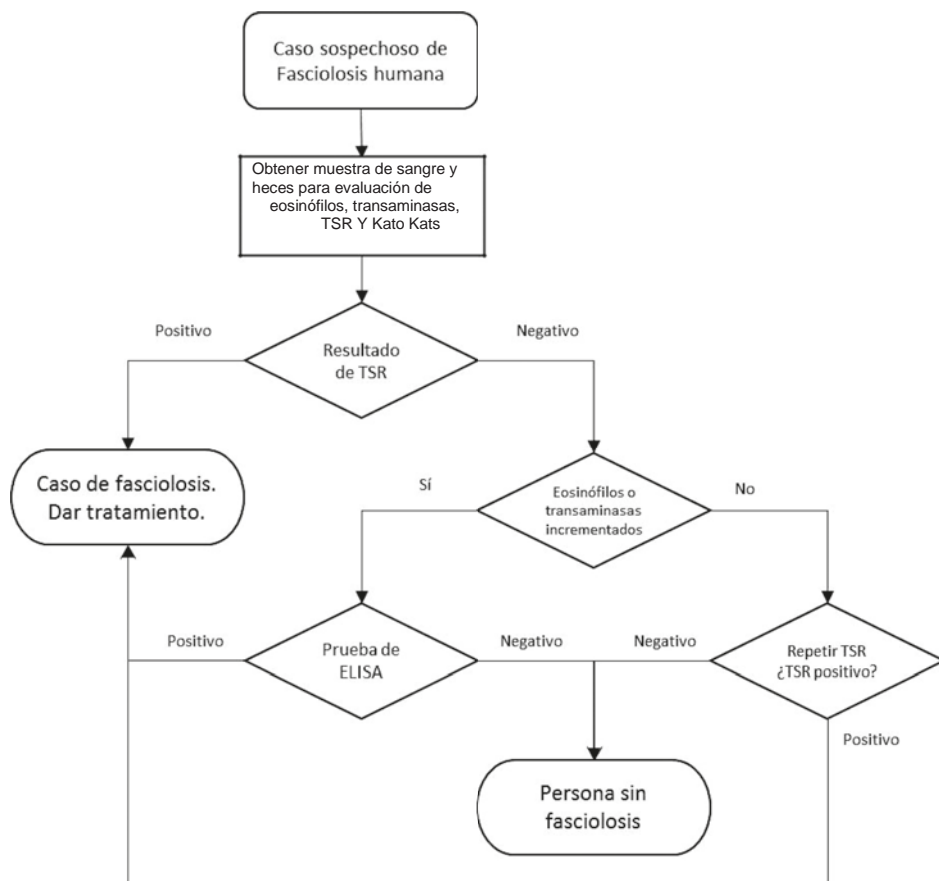 Caso sospechoso de
Fasciolosis humana
Obtener muestra de sangre y
heces para evaluación de
eosinófilos, transaminasas,
TSR Y Kato Kats
Positivo
Negativo
Resultado
de TSR
Caso de fasciolosis.
Dar tratamiento.
Sí
No
Eosinófilos o
transaminasas
incrementados
Positivo
Prueba de
ELISA
Negativo
Negativo
Repetir TSR
¿TSR positivo?
Positivo
Persona sin
fasciolosis